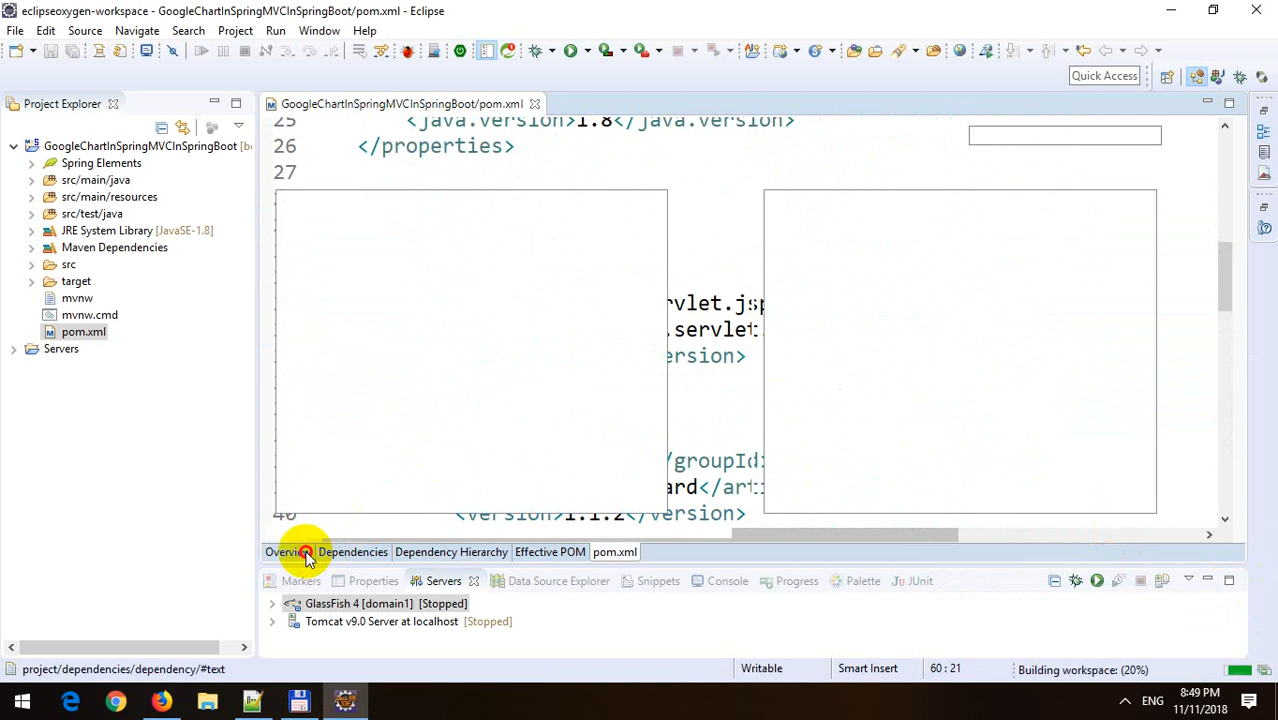 eclipseoxygen-workspace - GoogleChartInSpringMVCInSpringBoot/pom.xml - Eclipse
File Edit Source Navigate Search Project Run Window Help
Quick Access
Project Explorer
GoogleChartInSpringMVCInSpringBoot [b
Spring Elements
src/main/java
src/main/resources
src/test/java
JRE System Library [JavaSE-1.8]
Maven Dependencies
src
target
mvnw
mvnw.cmd
pom.xml
Servers
GoogleChartInSpringMVCInSpringBoot/pom.xml
25 <java.version>1.8</java.version>
26 </properties>
27
rvlet.jsp
.servlet.
ersion>
/groupId>
ard</arti
40 <version>1.1.2</version>
Overview Dependencies Dependency Hierarchy Effective POM pom.xml
Markers Properties Servers Data Source Explorer Snippets Console Progress Palette JUnit
GlassFish 4 [domain1] [Stopped]
Tomcat v9.0 Server at localhost [Stopped]
project/dependencies/dependency/#text Writable Smart Insert 60 : 21 Building workspace: (20%)
ENG
8:49 PM
11/11/2018